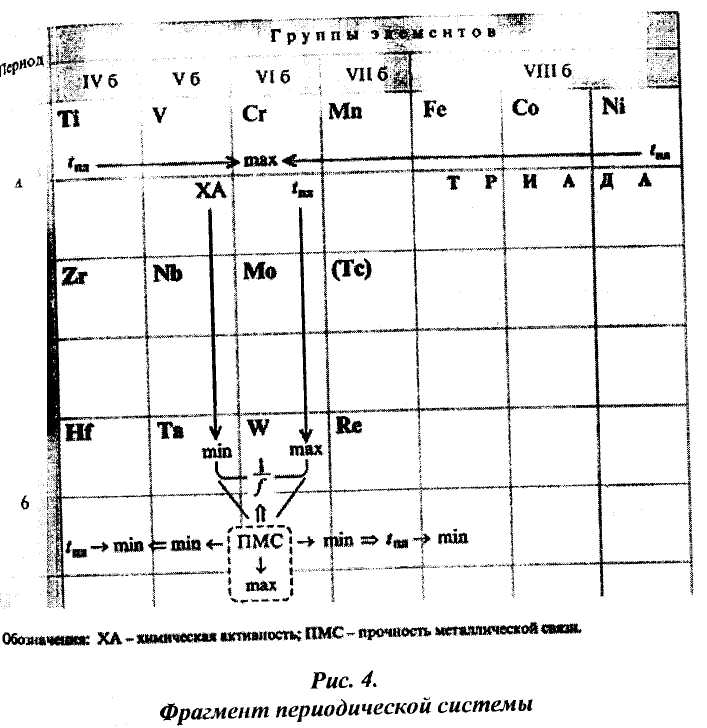 Группы элементов
Период
IV б V б VI б VII б VIII б
Ti V Cr Mn Fe Co Ni
tпл → max ← tпл
4
ХА tпл Т Р И А Д А
Zr Nb Mo (Tc)
Hf Ta W Re
min max
1/f
6
⇑
tпл → min ⇐ min ← ПМС → min ⇒ tпл → min
↓
max
Обозначения: ХА – химическая активность; ПМС – прочность металлической связи.
Рис. 4.
Фрагмент периодической системы